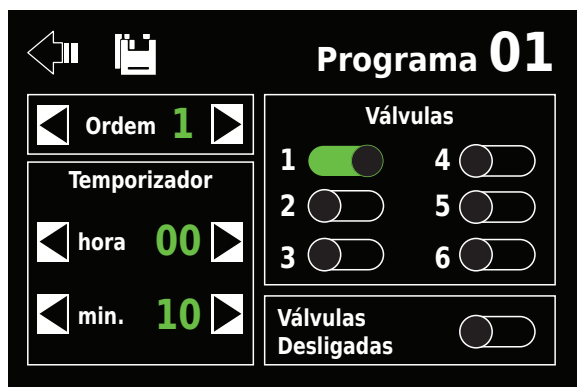 Programa 01
Ordem 1
Temporizador
hora 00
min. 10
Válvulas
1
2
3
4
5
6
Válvulas
Desligadas